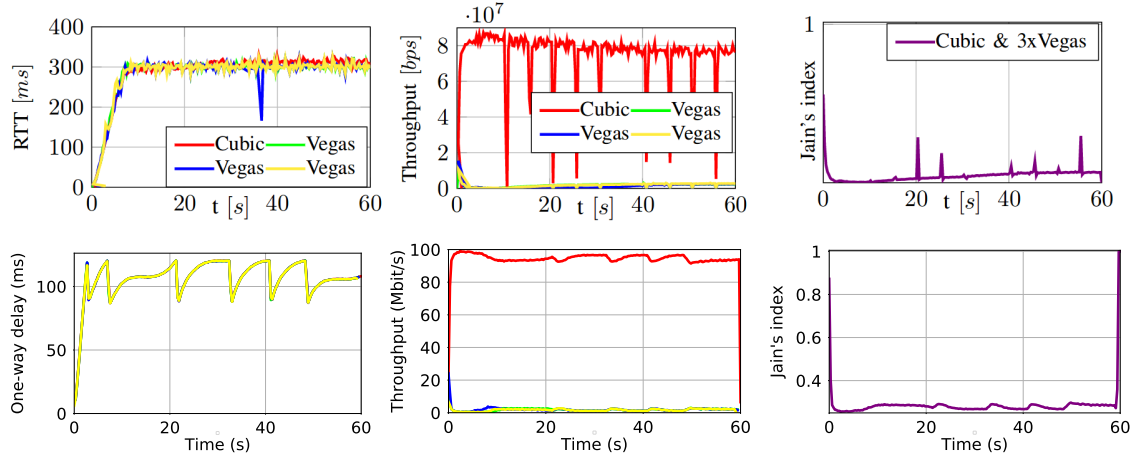 RTT [ms]
400
300
200
100
0
0 20 40 60
t [s]
Cubic Vegas
Vegas Vegas
·10⁷
Throughput [bps]
8
6
4
2
0
0 20 40 60
t [s]
Cubic Vegas
Vegas Vegas
Jain's index
1
0 20 40 60
t [s]
Cubic & 3xVegas
One-way delay (ms)
100
50
0
0 20 40 60
Time (s)
Throughput (Mbit/s)
100
80
60
40
20
0
0 20 40 60
Time (s)
Jain's index
1
0.8
0.6
0.4
0 20 40 60
Time (s)